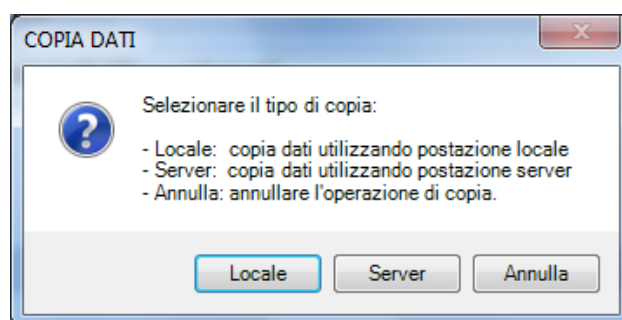 COPIA DATI
Selezionare il tipo di copia:
- Locale: copia dati utilizzando postazione locale
- Server: copia dati utilizzando postazione server
- Annulla: annullare l'operazione di copia.
Locale Server Annulla